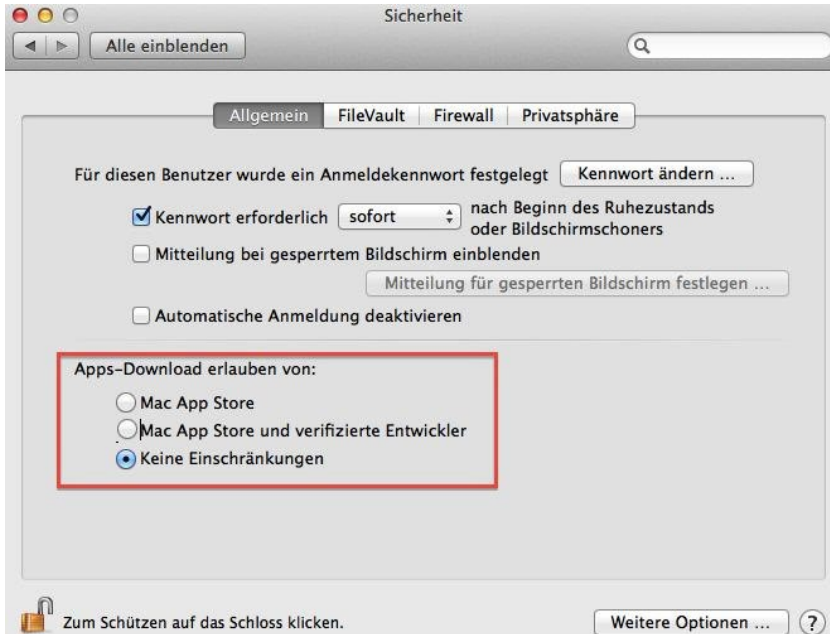 Sicherheit
Alle einblenden
Allgemein FileVault Firewall Privatsphäre
Für diesen Benutzer wurde ein Anmeldekennwort festgelegt Kennwort ändern ...
Kennwort erforderlich sofort nach Beginn des Ruhezustands
oder Bildschirmschoners
Mitteilung bei gesperrtem Bildschirm einblenden
Mitteilung für gesperrten Bildschirm festlegen ...
Automatische Anmeldung deaktivieren
Apps-Download erlauben von:
Mac App Store
Mac App Store und verifizierte Entwickler
Keine Einschränkungen
Zum Schützen auf das Schloss klicken. Weitere Optionen ... ?